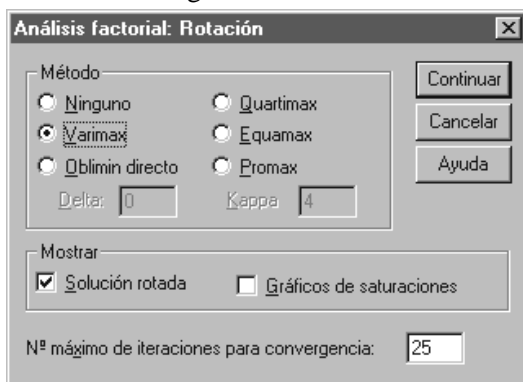 Análisis factorial: Rotación
Método
Ninguno
Quartimax
Varimax
Equamax
Oblimin directo
Promax
Delta: 0
Kappa 4
Continuar
Cancelar
Ayuda
Mostrar
Solución rotada
Gráficos de saturaciones
Nº máximo de iteraciones para convergencia: 25